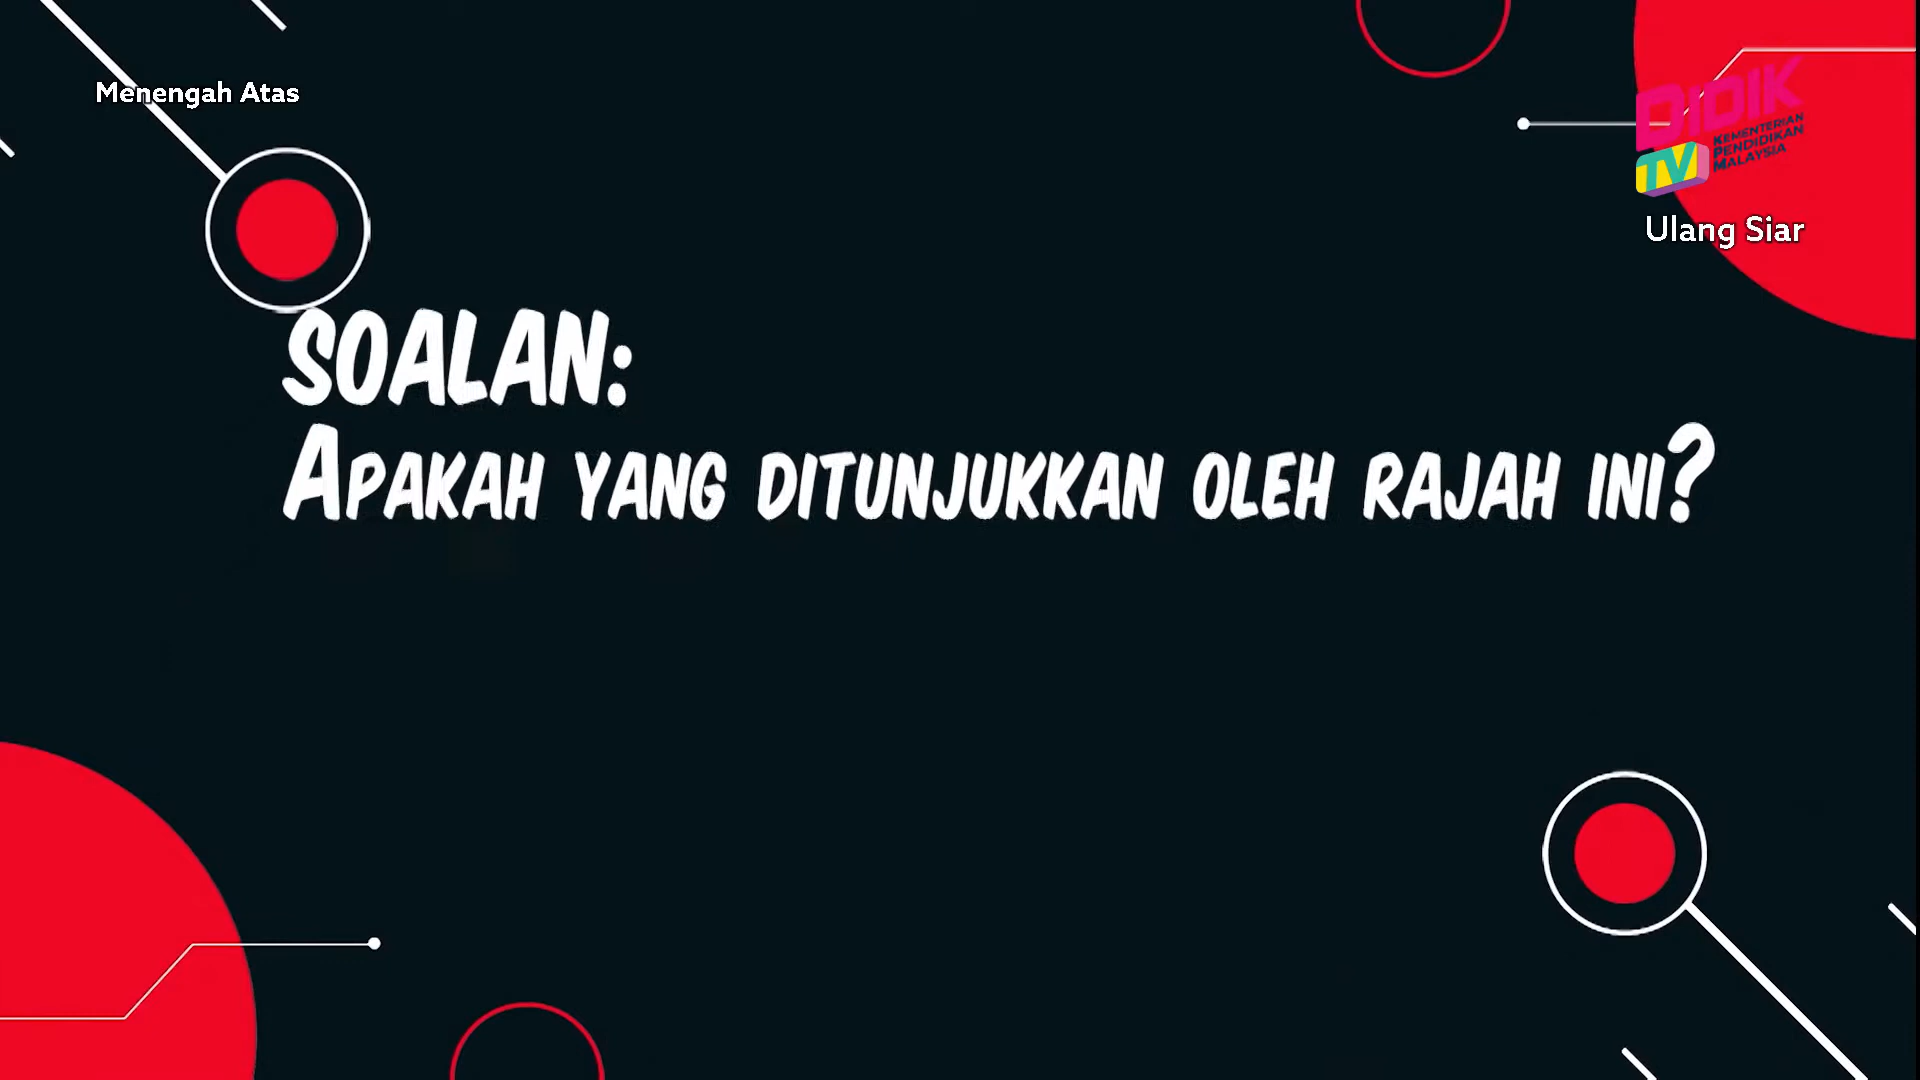 Menengah Atas
DIDIK
TV
KEMENTERIAN
PENDIDIKAN
MALAYSIA
Ulang Siar
SOALAN:
APAKAH YANG DITUNJUKKAN OLEH RAJAH INI?